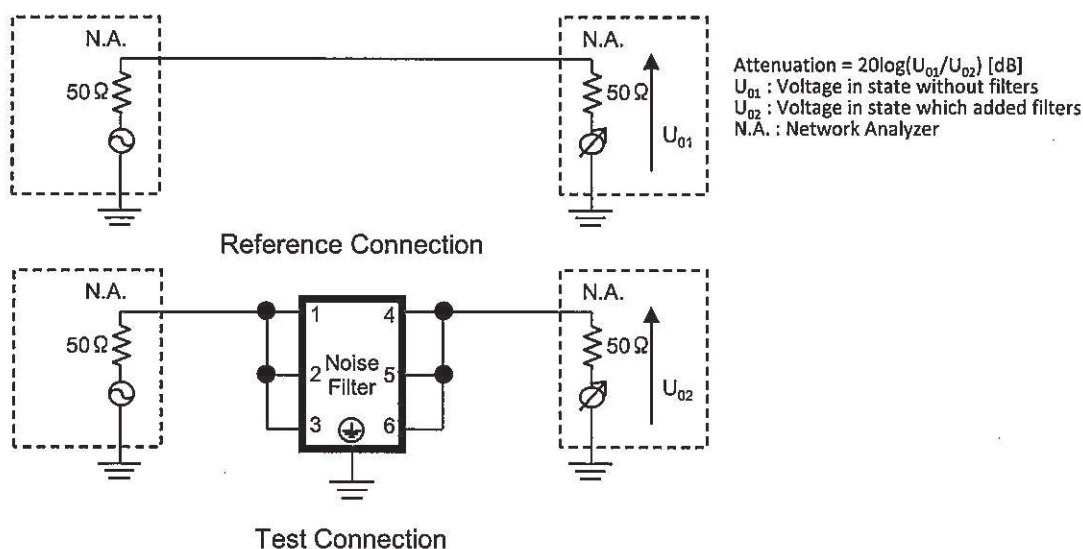 N.A.
50Ω
N.A.
50Ω
U01
Attenuation = 20log(U01/U02) [dB]
U01 : Voltage in state without filters
U02 : Voltage in state which added filters
N.A. : Network Analyzer
Reference Connection
N.A.
50Ω
1
2
3
Noise
Filter
4
5
6
N.A.
50Ω
U02
Test Connection